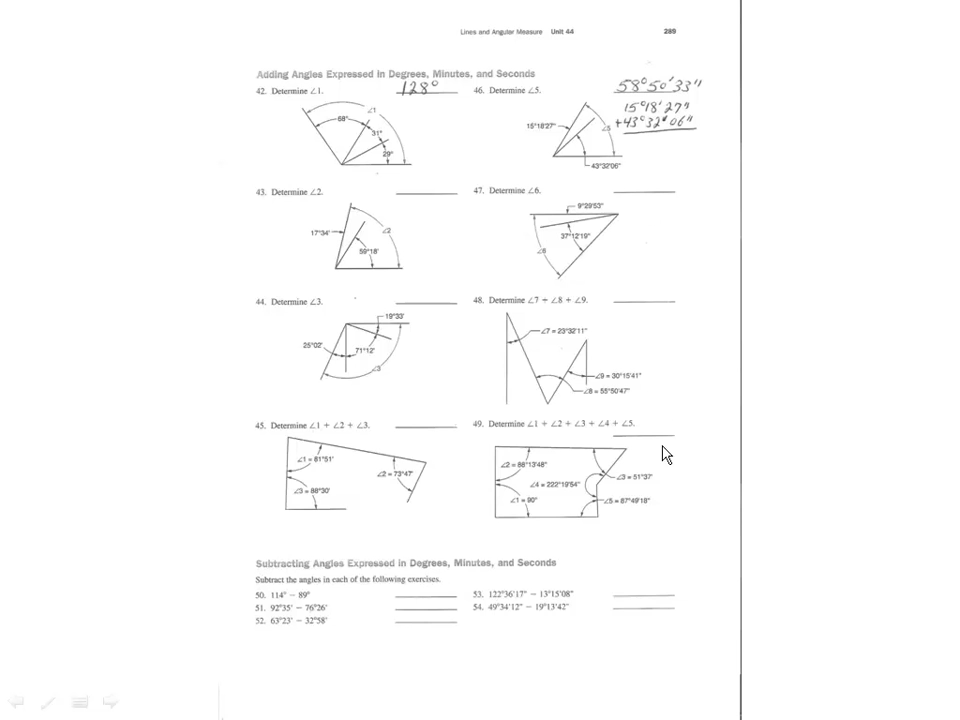 Lines and Angular Measure Unit 44 289
Adding Angles Expressed in Degrees, Minutes, and Seconds
42. Determine ∠1. 128°
∠1
68°
31°
29°
46. Determine ∠5. 58°50'33"
15°18'27"
+43°32'06"
15°18'27"
∠5
43°32'06"
43. Determine ∠2.
17°34'
∠2
59°18'
47. Determine ∠6.
9°29'53"
37°12'19"
∠6
44. Determine ∠3.
19°33'
25°02'
71°12'
∠3
48. Determine ∠7 + ∠8 + ∠9.
∠7 = 23°32'11"
∠9 = 30°15'41"
∠8 = 55°50'47"
45. Determine ∠1 + ∠2 + ∠3.
∠1 = 81°51'
∠2 = 73°47'
∠3 = 88°30'
49. Determine ∠1 + ∠2 + ∠3 + ∠4 + ∠5.
∠2 = 88°13'48"
∠3 = 51°37'
∠4 = 222°19'54"
∠1 = 90°
∠5 = 87°49'18"
Subtracting Angles Expressed in Degrees, Minutes, and Seconds
Subtract the angles in each of the following exercises.
50. 114° − 89°
51. 92°35' − 76°26'
52. 63°23' − 32°58'
53. 122°36'17" − 13°15'08"
54. 49°34'12" − 19°13'42"